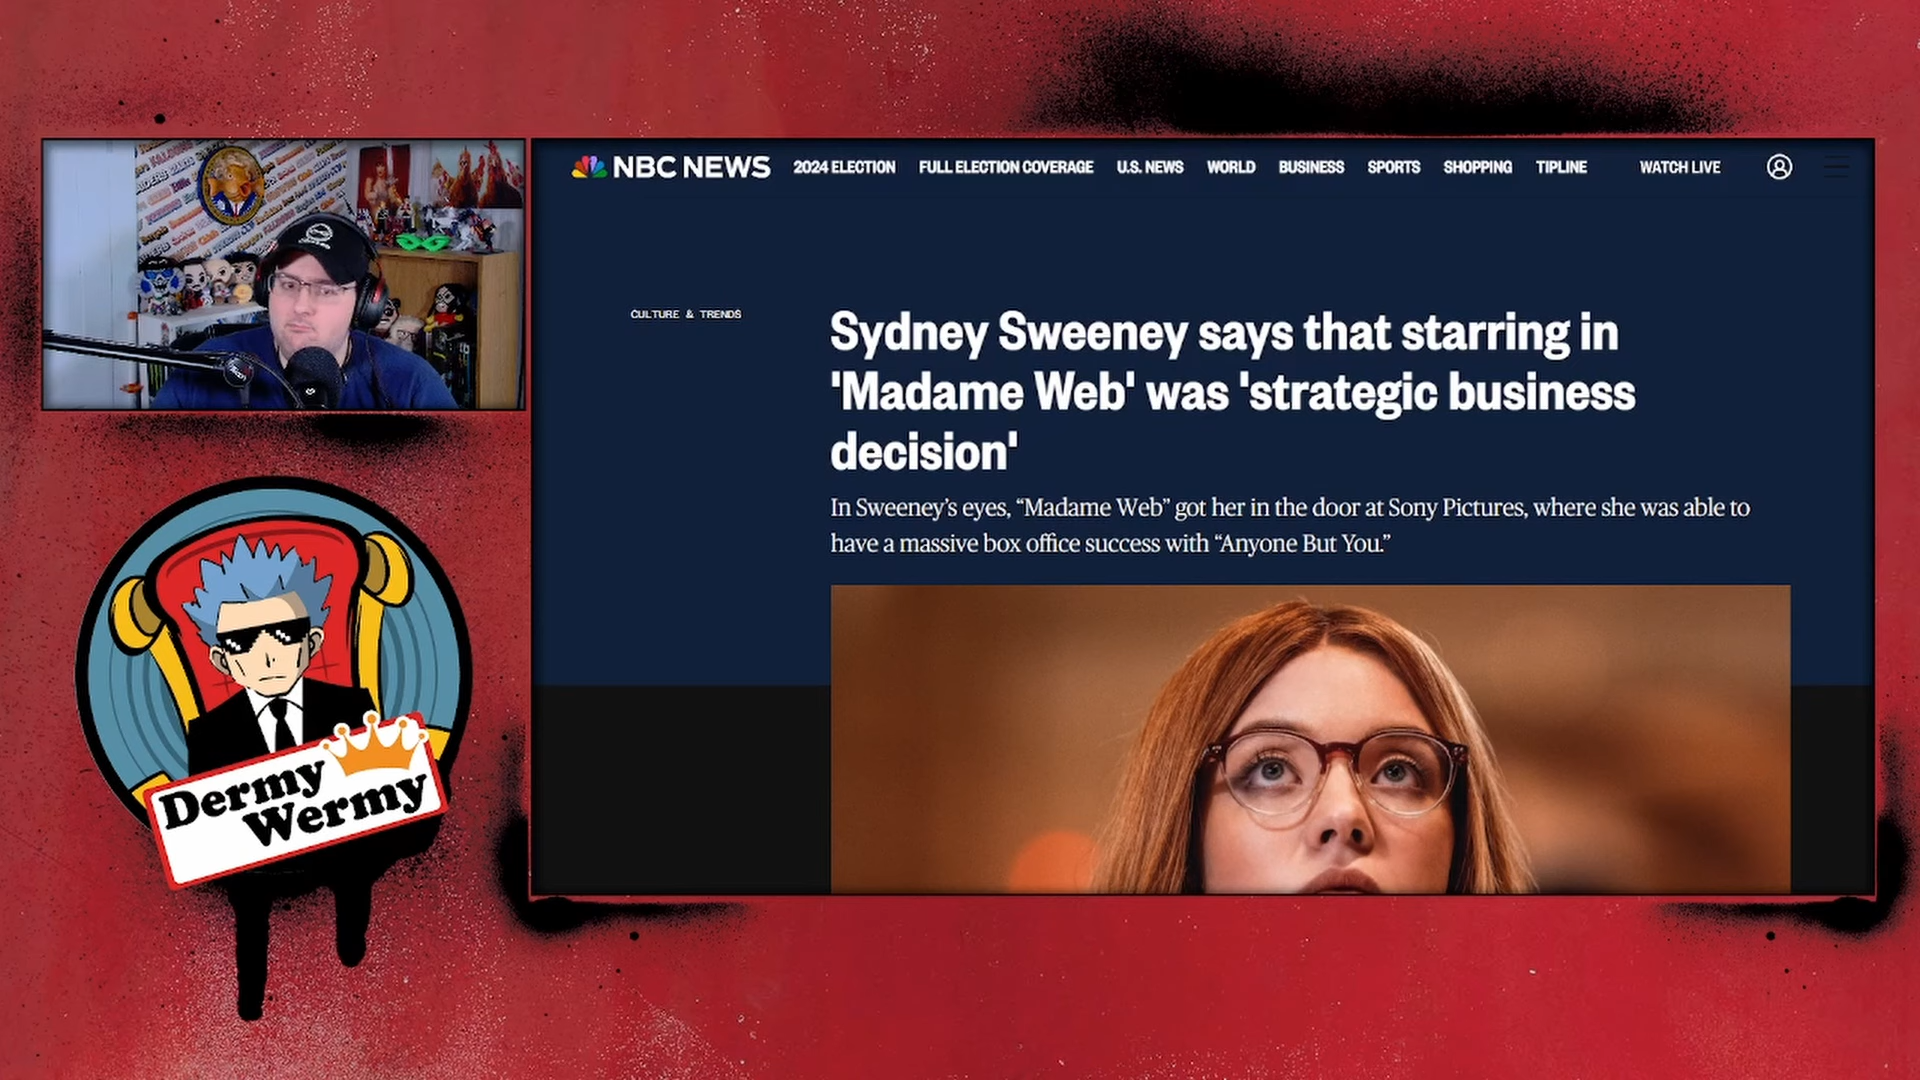 NBC NEWS 2024 ELECTION FULL ELECTION COVERAGE U.S. NEWS WORLD BUSINESS SPORTS SHOPPING TIPLINE WATCH LIVE
CULTURE & TRENDS
Sydney Sweeney says that starring in
'Madame Web' was 'strategic business
decision'
In Sweeney’s eyes, “Madame Web” got her in the door at Sony Pictures, where she was able to
have a massive box office success with “Anyone But You.”
Dermy
Wermy